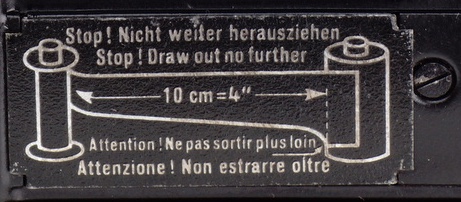 Stop! Nicht weiter herausziehen
Stop! Draw out no further
10 cm = 4"
Attention! Ne pas sortir plus loin
Attenzione! Non estrarre oltre